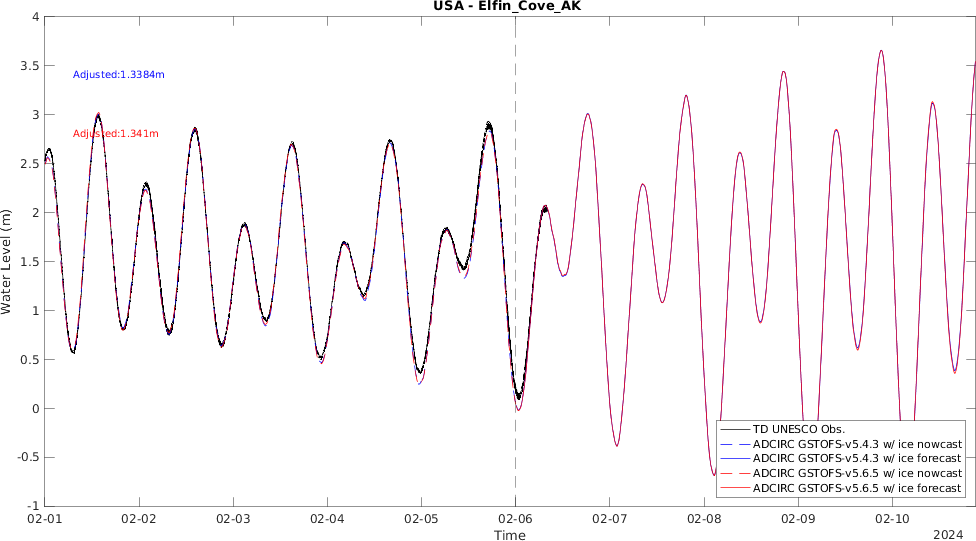 USA - Elfin_Cove_AK
4
3.5
3
2.5
2
1.5
1
0.5
0
-0.5
-1
Water Level (m)
Adjusted:1.3384m
Adjusted:1.341m
TD UNESCO Obs.
ADCIRC GSTOFS-v5.4.3 w/ ice nowcast
ADCIRC GSTOFS-v5.4.3 w/ ice forecast
ADCIRC GSTOFS-v5.6.5 w/ ice nowcast
ADCIRC GSTOFS-v5.6.5 w/ ice forecast
02-01 02-02 02-03 02-04 02-05 02-06 02-07 02-08 02-09 02-10
Time
2024